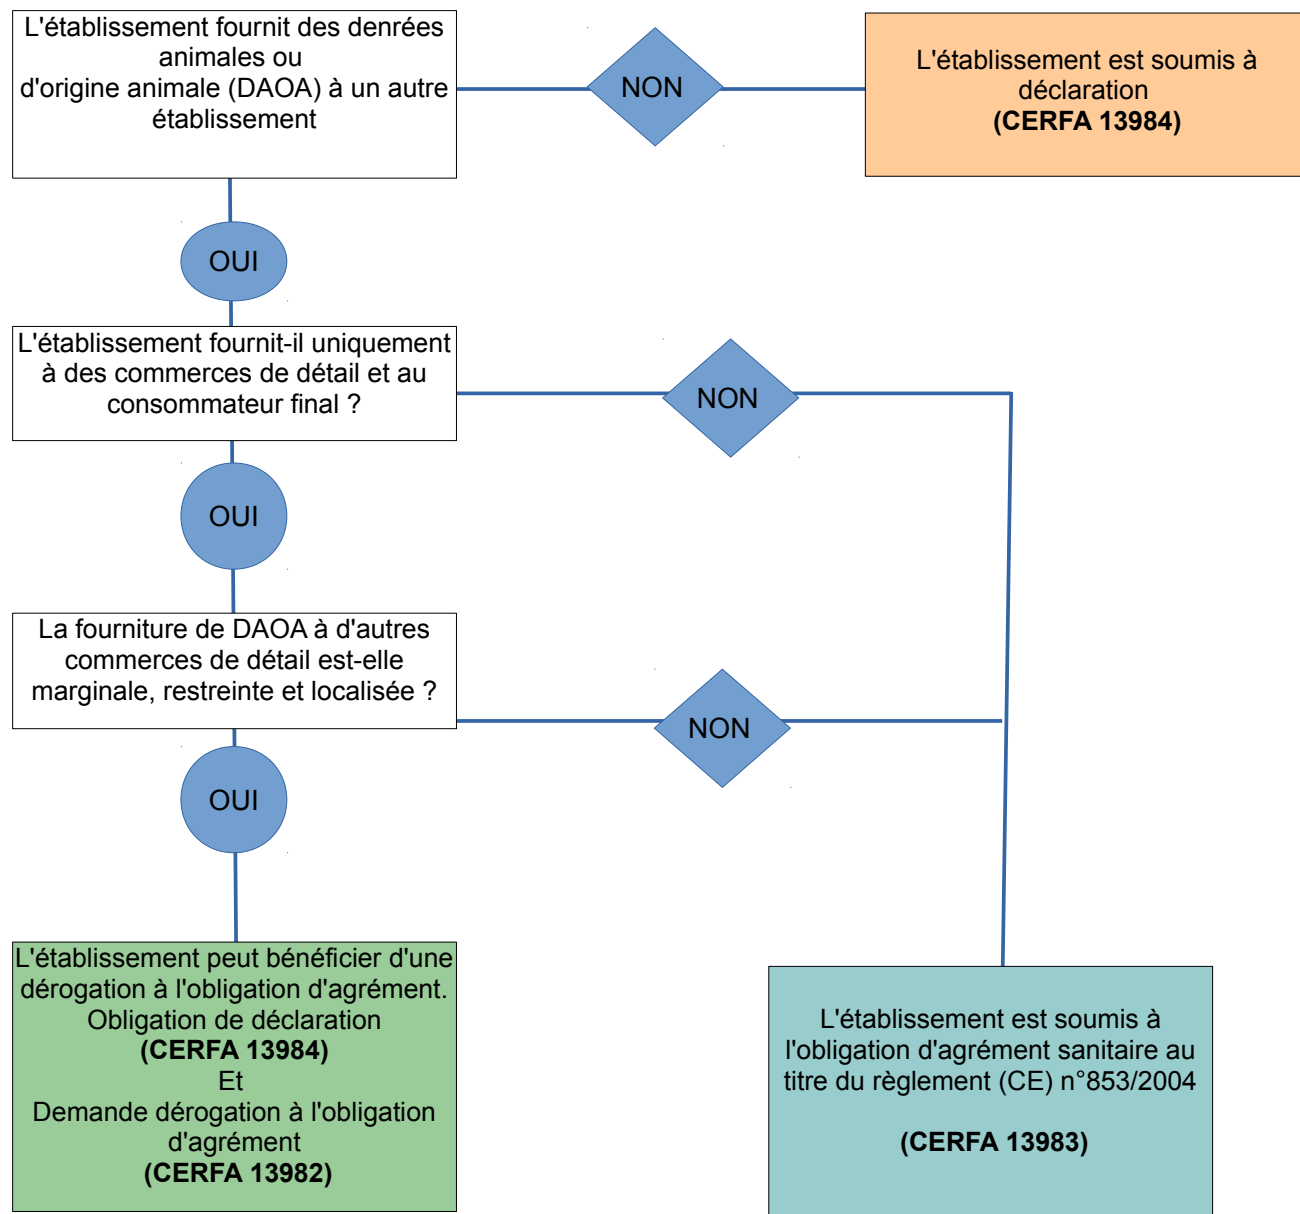 L'établissement fournit des denrées
animales ou
d'origine animale (DAOA) à un autre
établissement
NON
L'établissement est soumis à
déclaration
(CERFA 13984)
OUI
L'établissement fournit-il uniquement
à des commerces de détail et au
consommateur final ?
NON
OUI
La fourniture de DAOA à d'autres
commerces de détail est-elle
marginale, restreinte et localisée ?
NON
OUI
L'établissement peut bénéficier d'une
dérogation à l'obligation d'agrément.
Obligation de déclaration
(CERFA 13984)
Et
Demande dérogation à l'obligation
d'agrément
(CERFA 13982)
L'établissement est soumis à
l'obligation d'agrément sanitaire au
titre du règlement (CE) n°853/2004
(CERFA 13983)